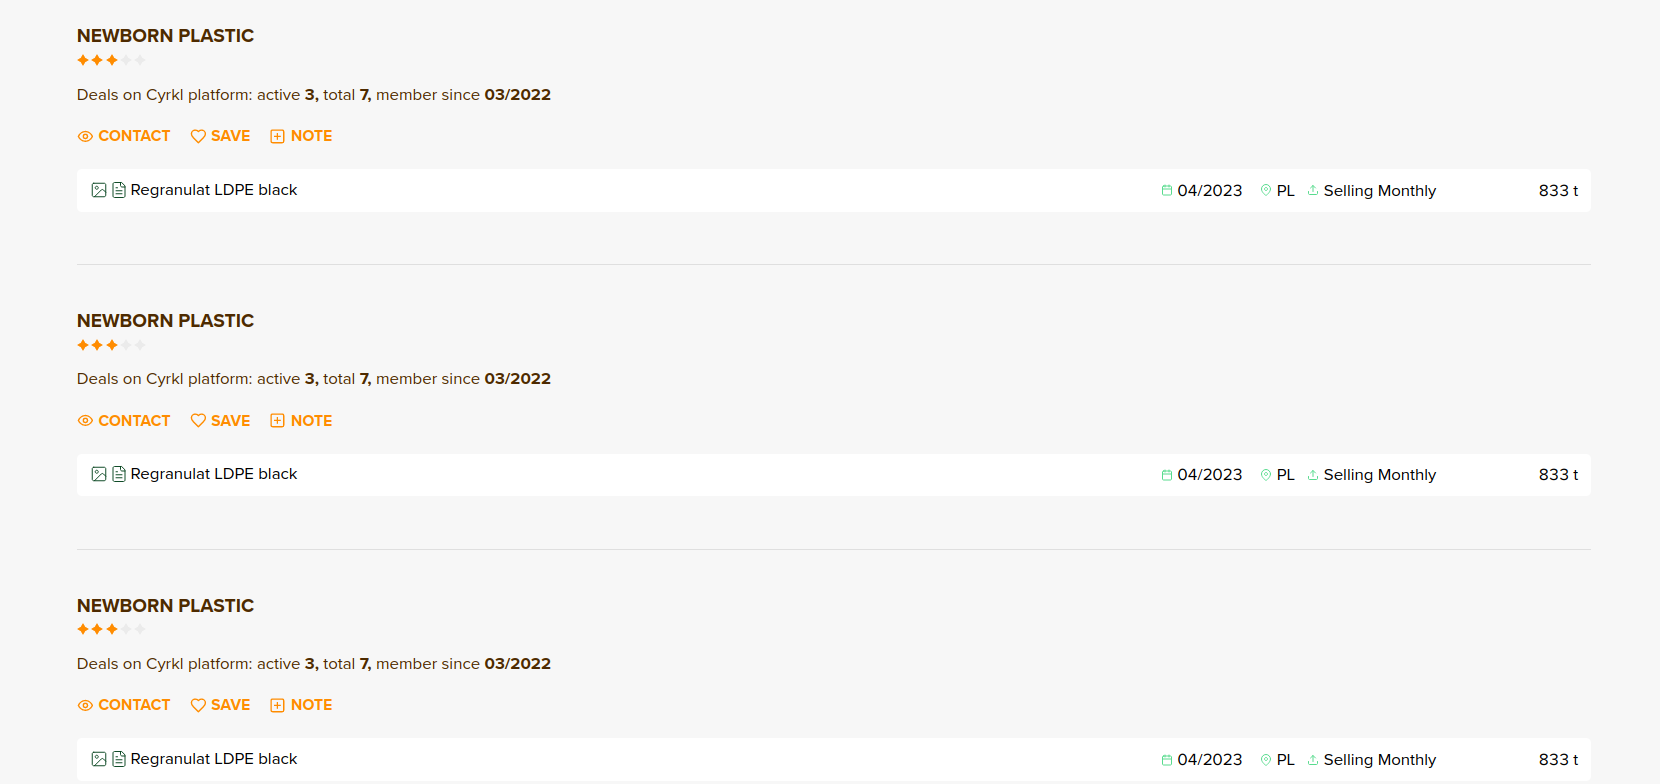 NEWBORN PLASTIC
Deals on Cyrkl platform: active 3, total 7, member since 03/2022
CONTACT SAVE NOTE
Regranulat LDPE black 04/2023 PL Selling Monthly 833 t
NEWBORN PLASTIC
Deals on Cyrkl platform: active 3, total 7, member since 03/2022
CONTACT SAVE NOTE
Regranulat LDPE black 04/2023 PL Selling Monthly 833 t
NEWBORN PLASTIC
Deals on Cyrkl platform: active 3, total 7, member since 03/2022
CONTACT SAVE NOTE
Regranulat LDPE black 04/2023 PL Selling Monthly 833 t